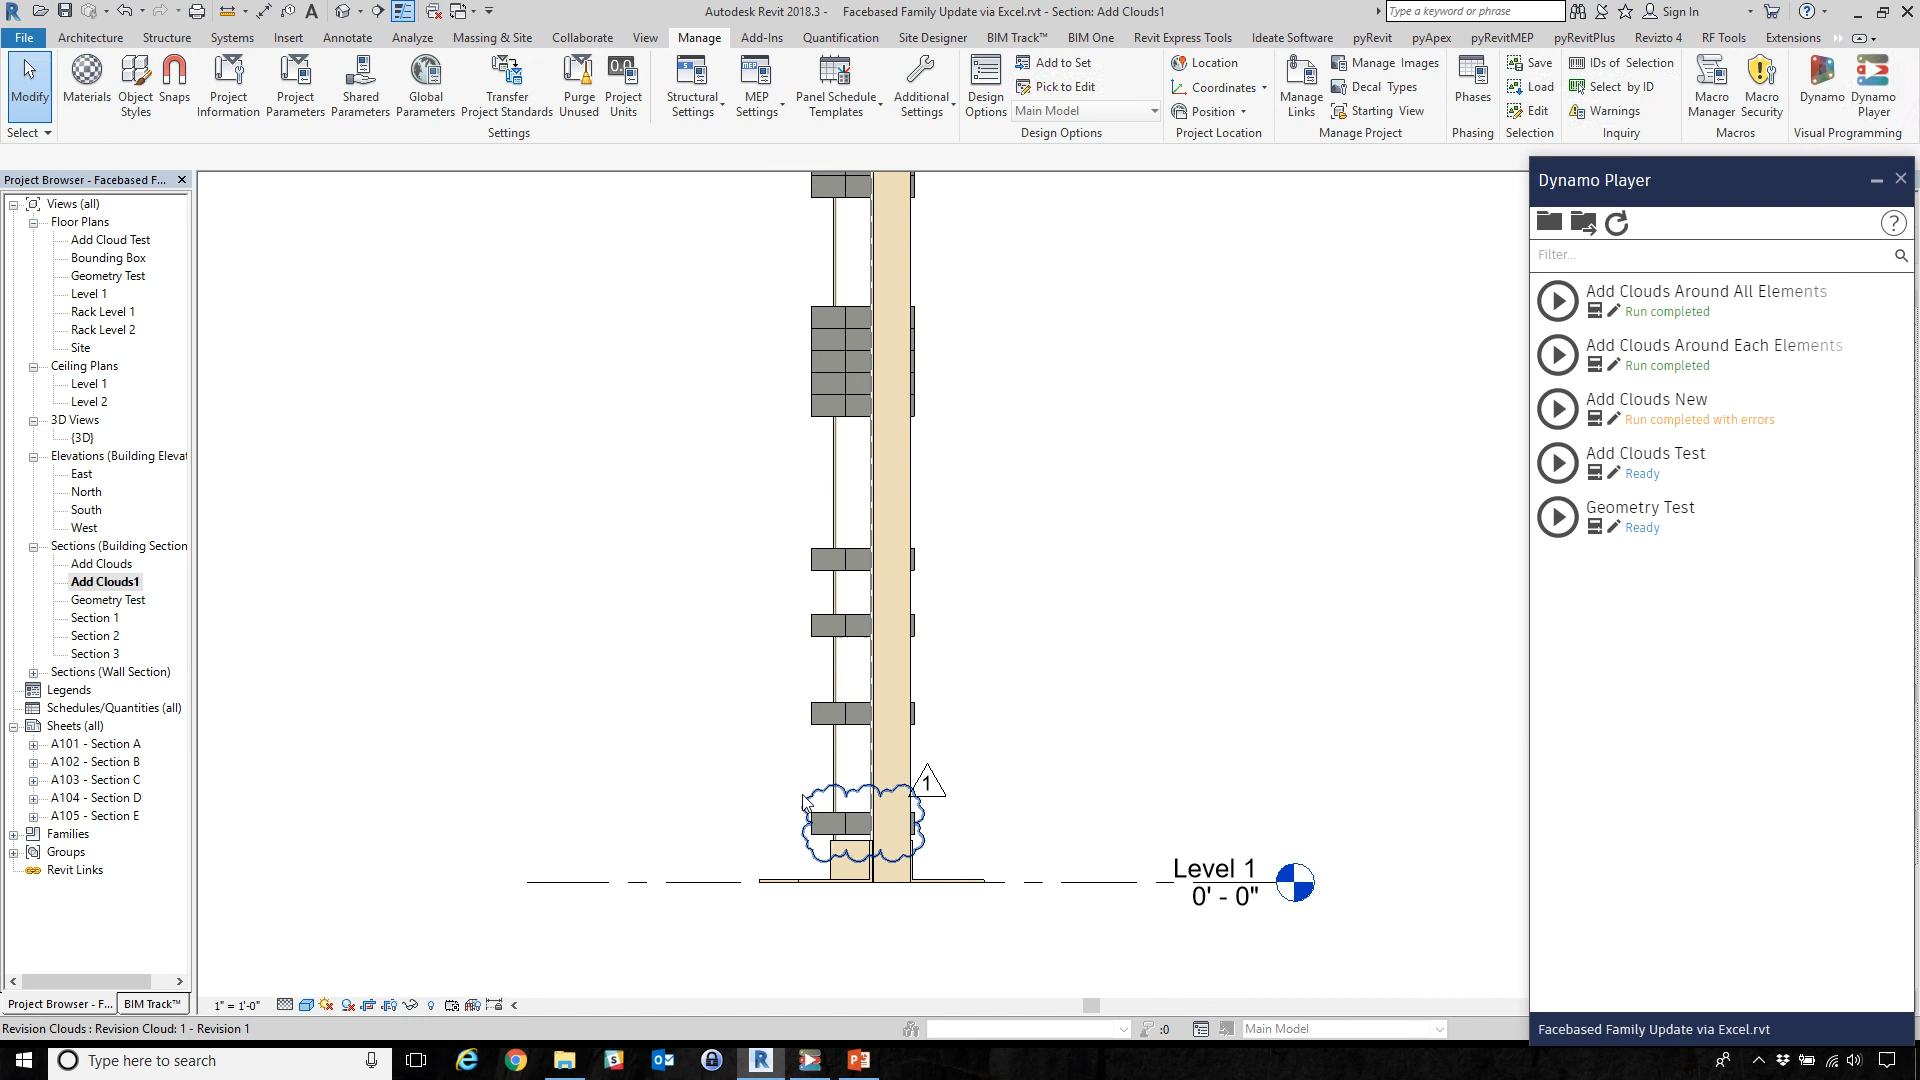 Autodesk Revit 2018.3 - Facebased Family Update via Excel.rvt - Section: Add Clouds1
Type a keyword or phrase
Sign In
File Architecture Structure Systems Insert Annotate Analyze Massing & Site Collaborate View Manage Add-Ins Quantification Site Designer BIM Track™ BIM One Revit Express Tools Ideate Software pyRevit pyApex pyRevitMEP pyRevitPlus Revizto 4 RF Tools Extensions
Modify
Materials
Object Styles
Snaps
Project Information
Project Parameters
Shared Parameters
Global Parameters
Transfer Project Standards
Purge Unused
Project Units
Structural Settings
MEP Settings
Panel Schedule Templates
Additional Settings
Design Options
Add to Set
Pick to Edit
Main Model
Location
Coordinates
Position
Manage Links
Manage Images
Decal Types
Starting View
Phases
Save
Load
Edit
IDs of Selection
Select by ID
Warnings
Macro Manager
Macro Security
Dynamo
Dynamo Player
Select
Settings
Design Options
Project Location
Manage Project
Phasing
Selection
Inquiry
Macros
Visual Programming
Project Browser - Facebased F...
Views (all)
Floor Plans
Add Cloud Test
Bounding Box
Geometry Test
Level 1
Rack Level 1
Rack Level 2
Site
Ceiling Plans
Level 1
Level 2
3D Views
{3D}
Elevations (Building Elevat
East
North
South
West
Sections (Building Section
Add Clouds
Add Clouds1
Geometry Test
Section 1
Section 2
Section 3
Sections (Wall Section)
Legends
Schedules/Quantities (all)
Sheets (all)
A101 - Section A
A102 - Section B
A103 - Section C
A104 - Section D
A105 - Section E
Families
Groups
Revit Links
Project Browser - F...
BIM Track™
1
Level 1
0' - 0"
1" = 1'-0"
Dynamo Player
Filter...
Add Clouds Around All Elements
Run completed
Add Clouds Around Each Elements
Run completed
Add Clouds New
Run completed with errors
Add Clouds Test
Ready
Geometry Test
Ready
Facebased Family Update via Excel.rvt
Revision Clouds : Revision Cloud: 1 - Revision 1
:0
Main Model
Type here to search